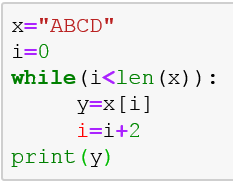 x="ABCD"
i=0
while(i<len(x)):
     y=x[i]
     i=i+2
print(y)